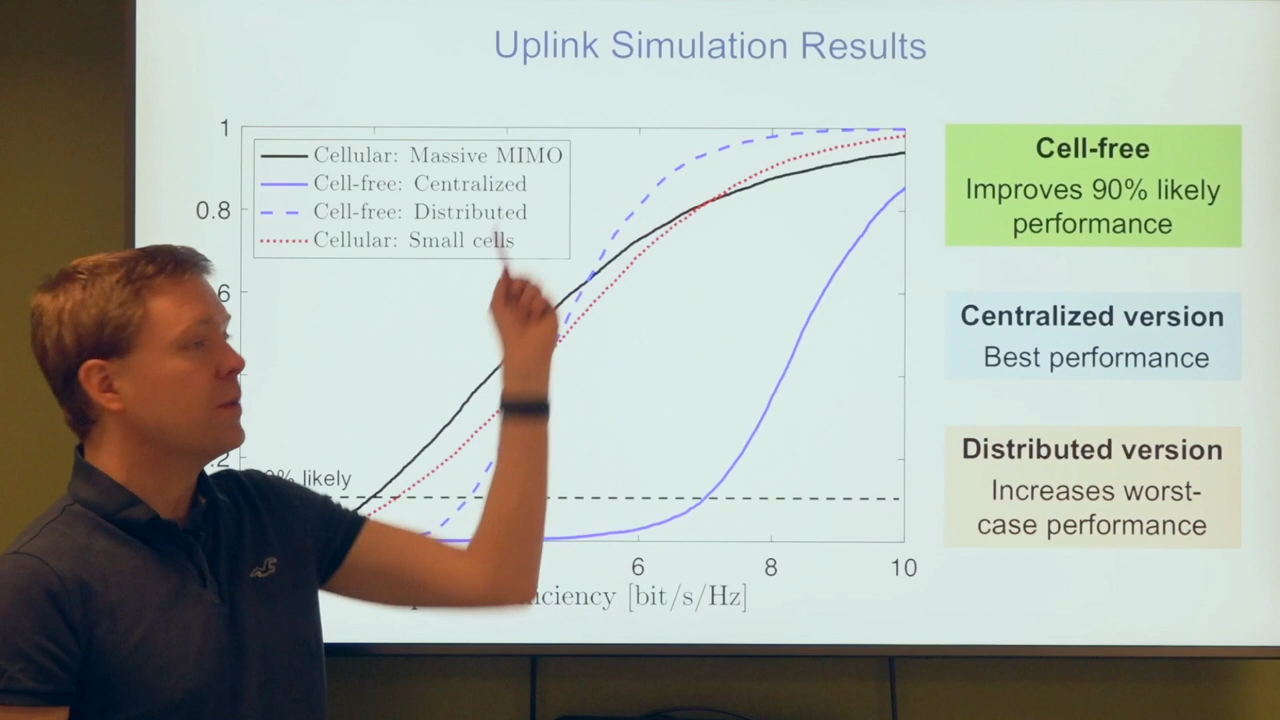 Uplink Simulation Results
1
0.8
6
.2
Cellular: Massive MIMO
Cell-free: Centralized
Cell-free: Distributed
Cellular: Small cells
% likely
6
8
10
[bit/s/Hz]
Cell-free
Improves 90% likely
performance
Centralized version
Best performance
Distributed version
Increases worst-
case performance